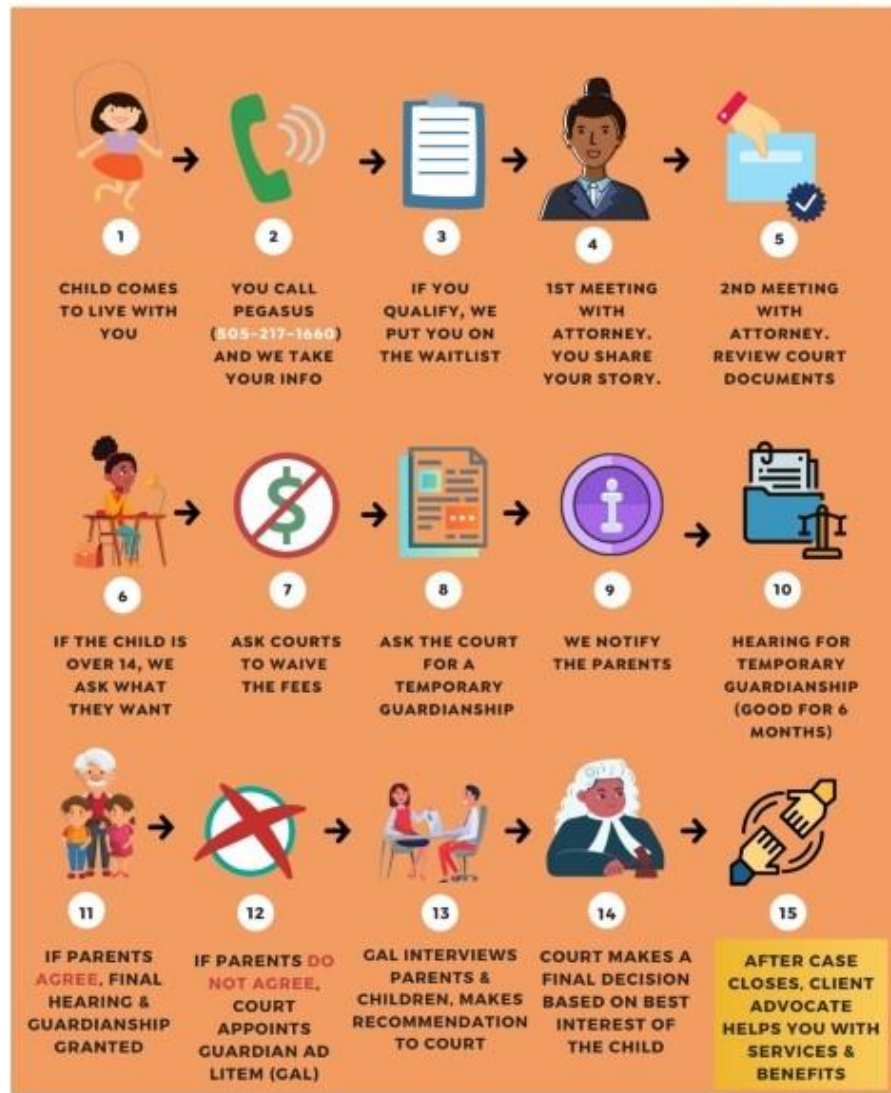 1
CHILD COMES
TO LIVE WITH
YOU
2
YOU CALL
PEGASUS
(505-217-1660)
AND WE TAKE
YOUR INFO
3
IF YOU
QUALIFY, WE
PUT YOU ON
THE WAITLIST
4
1ST MEETING
WITH
ATTORNEY.
YOU SHARE
YOUR STORY.
5
2ND MEETING
WITH
ATTORNEY.
REVIEW COURT
DOCUMENTS
6
IF THE CHILD IS
OVER 14, WE
ASK WHAT
THEY WANT
$
7
ASK COURTS
TO WAIVE
THE FEES
8
ASK THE COURT
FOR A
TEMPORARY
GUARDIANSHIP
i
9
WE NOTIFY
THE PARENTS
10
HEARING FOR
TEMPORARY
GUARDIANSHIP
(GOOD FOR 6
MONTHS)
11
IF PARENTS
AGREE, FINAL
HEARING &
GUARDIANSHIP
GRANTED
12
IF PARENTS DO
NOT AGREE,
COURT
APPOINTS
GUARDIAN AD
LITEM (GAL)
13
GAL INTERVIEWS
PARENTS &
CHILDREN, MAKES
RECOMMENDATION
TO COURT
14
COURT MAKES A
FINAL DECISION
BASED ON BEST
INTEREST OF
THE CHILD
15
AFTER CASE
CLOSES, CLIENT
ADVOCATE
HELPS YOU WITH
SERVICES &
BENEFITS